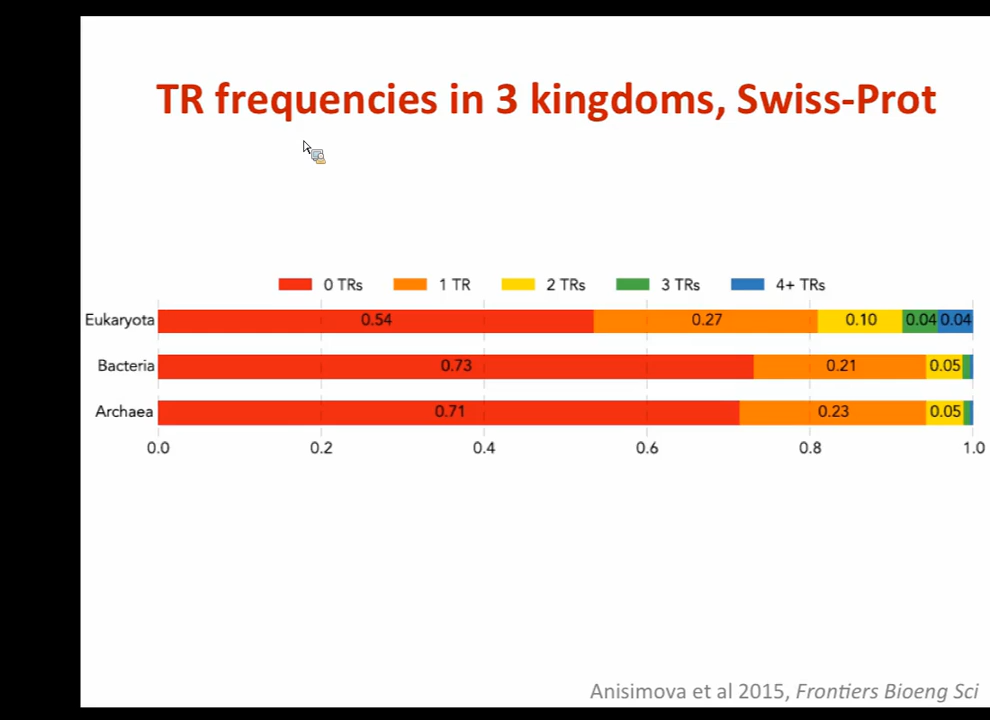 TR frequencies in 3 kingdoms, Swiss-Prot
0 TRs 1 TR 2 TRs 3 TRs 4+ TRs
Eukaryota 0.54 0.27 0.10 0.04 0.04
Bacteria 0.73 0.21 0.05
Archaea 0.71 0.23 0.05
0.0 0.2 0.4 0.6 0.8 1.0
Anisimova et al 2015, Frontiers Bioeng Sci